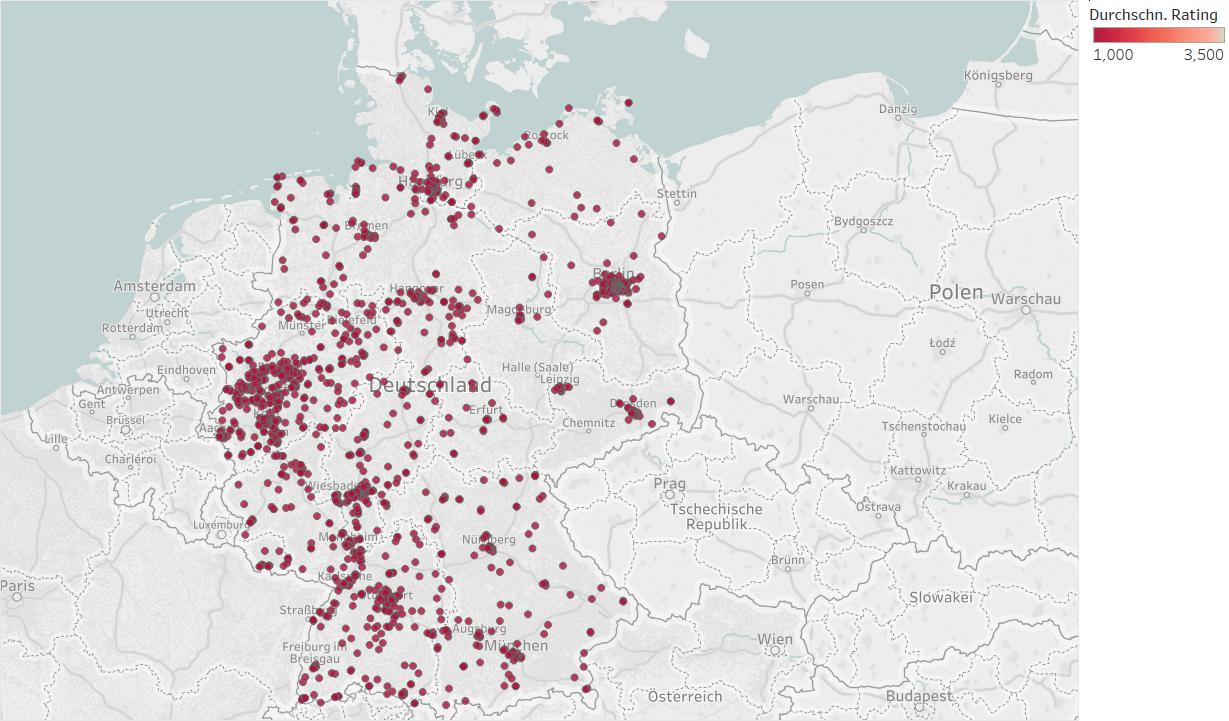 Durchschn. Rating
1,000 3,500
Königsberg
Danzig
Rostock
Lübeck
Hamburg
Stettin
Bremen
Bydgoszcz
Berlin
Amsterdam
Hannover
Posen
Polen
Warschau
Utrecht
Magdeburg
Rotterdam
Münster
Bielefeld
Łódź
Eindhoven
Halle (Saale)
Leipzig
Radom
Antwerpen
Deutschland
Gent
Dresden
Warschau
Brüssel
Erfurt
Chemnitz
Kielce
Tschenstochau
Lille
Charleroi
Kattowitz
Prag
Krakau
Wiesbaden
Ostrava
Tschechische
Republik
Luxemburg
Mannheim
Nürnberg
Brünn
Paris
Karlsruhe
Slowakei
Stuttgart
Straßburg
Augsburg
Wien
München
Freiburg im
Breisgau
Österreich
Budapest